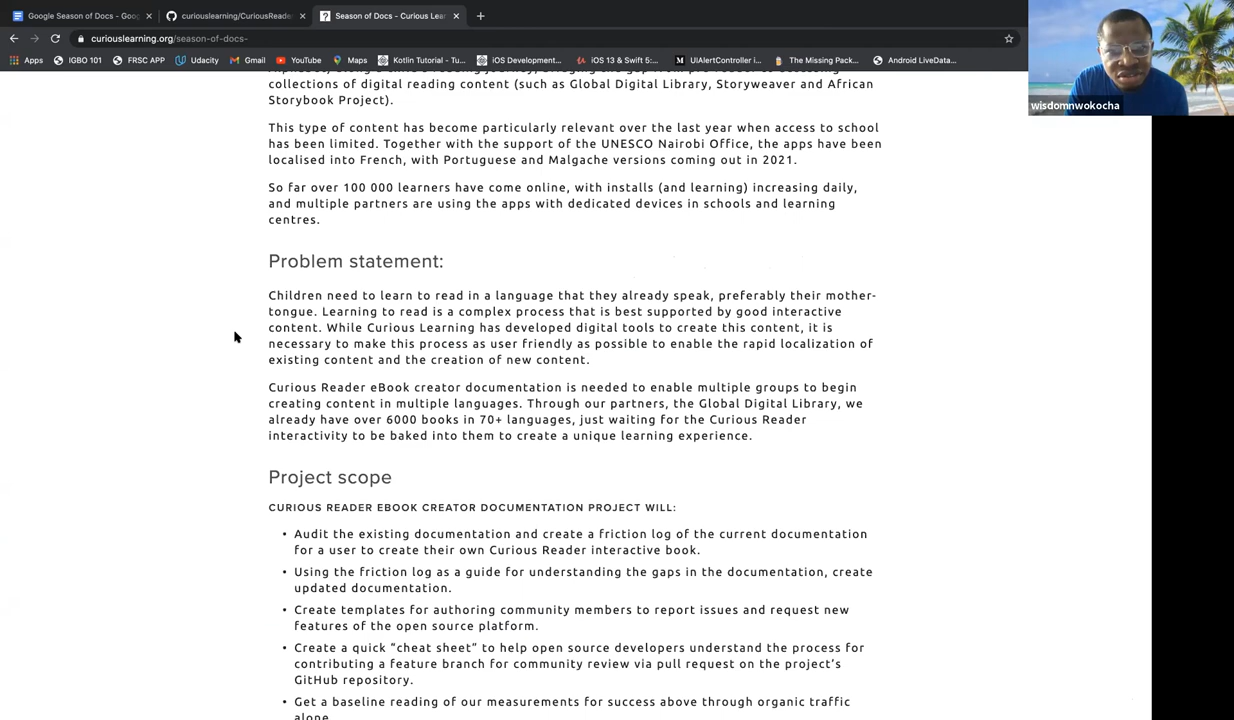 Google Season of Docs - Goo
curiouslearning/CuriousReade
Season of Docs - Curious Lea
curiouslearning.org/season-of-docs-
Apps IGBO 101 FRSC APP Udacity Gmail YouTube Maps Kotlin Tutorial - Tu... iOS Development... iOS 13 & Swift 5:... UIAlertController i... The Missing Pack... Android LiveData...
wisdomnwokocha
collections of digital reading content (such as Global Digital Library, Storyweaver and African
Storybook Project).
This type of content has become particularly relevant over the last year when access to school
has been limited. Together with the support of the UNESCO Nairobi Office, the apps have been
localised into French, with Portuguese and Malgache versions coming out in 2021.
So far over 100 000 learners have come online, with installs (and learning) increasing daily,
and multiple partners are using the apps with dedicated devices in schools and learning
centres.
Problem statement:
Children need to learn to read in a language that they already speak, preferably their mother-
tongue. Learning to read is a complex process that is best supported by good interactive
content. While Curious Learning has developed digital tools to create this content, it is
necessary to make this process as user friendly as possible to enable the rapid localization of
existing content and the creation of new content.
Curious Reader eBook creator documentation is needed to enable multiple groups to begin
creating content in multiple languages. Through our partners, the Global Digital Library, we
already have over 6000 books in 70+ languages, just waiting for the Curious Reader
interactivity to be baked into them to create a unique learning experience.
Project scope
CURIOUS READER EBOOK CREATOR DOCUMENTATION PROJECT WILL:
• Audit the existing documentation and create a friction log of the current documentation
for a user to create their own Curious Reader interactive book.
• Using the friction log as a guide for understanding the gaps in the documentation, create
updated documentation.
• Create templates for authoring community members to report issues and request new
features of the open source platform.
• Create a quick “cheat sheet” to help open source developers understand the process for
contributing a feature branch for community review via pull request on the project’s
GitHub repository.
• Get a baseline reading of our measurements for success above through organic traffic
alone